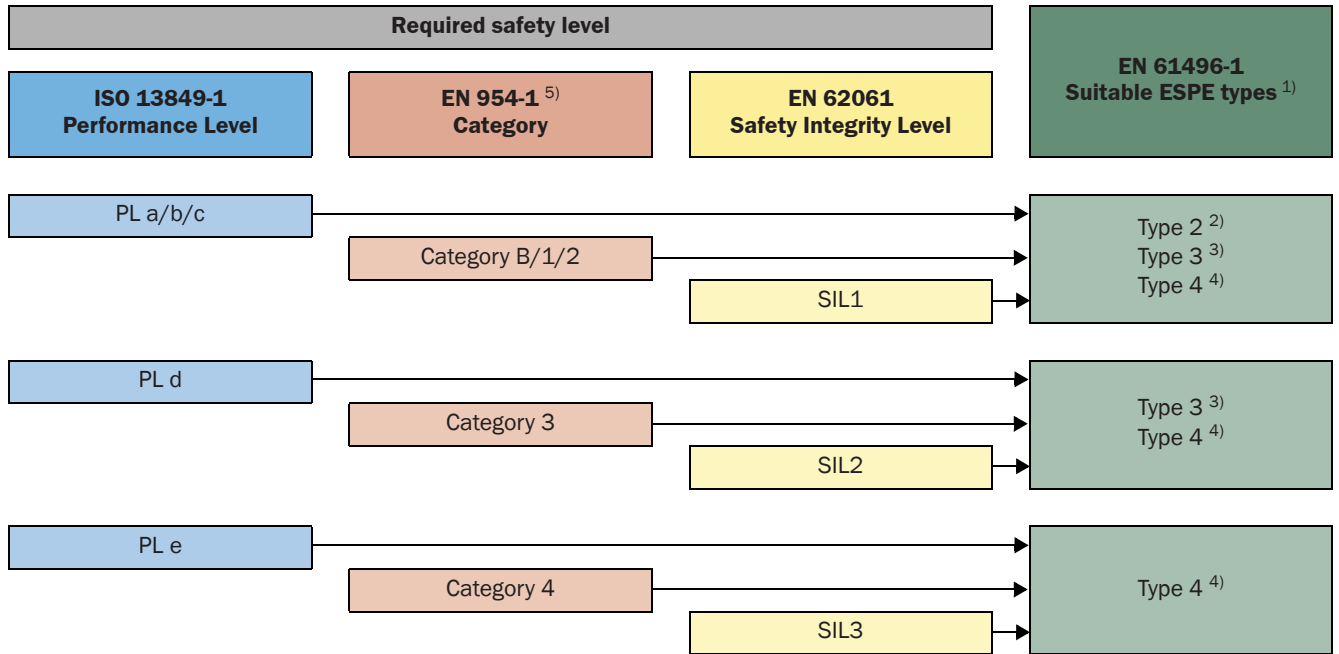 Required safety level
EN 61496-1
Suitable ESPE types 1)
ISO 13849-1
Performance Level
EN 954-1 5)
Category
EN 62061
Safety Integrity Level
PL a/b/c
Category B/1/2
SIL1
Type 2 2)
Type 3 3)
Type 4 4)
PL d
Category 3
SIL2
Type 3 3)
Type 4 4)
PL e
Category 4
SIL3
Type 4 4)